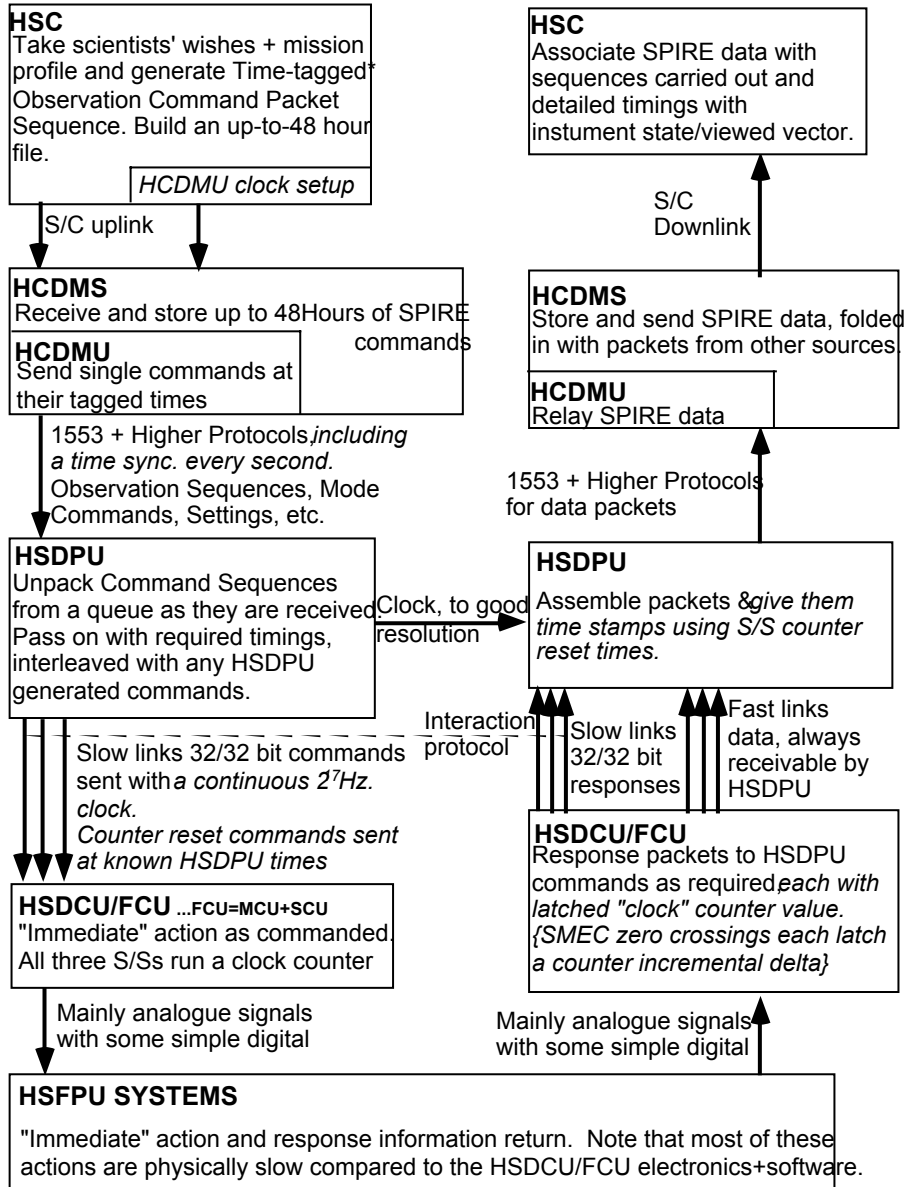 HSC
Take scientists' wishes + mission
profile and generate Time-tagged*
Observation Command Packet
Sequence. Build an up-to-48 hour
file.
HCDMU clock setup
S/C uplink
HCDMS
Receive and store up to 48Hours of SPIRE
commands
HCDMU
Send single commands at
their tagged times
1553 + Higher Protocols,including
a time sync. every second.
Observation Sequences, Mode
Commands, Settings, etc.
HSDPU
Unpack Command Sequences
from a queue as they are received.
Pass on with required timings,
interleaved with any HSDPU
generated commands.
Clock, to good
resolution
Interaction
protocol
Slow links 32/32 bit commands
sent with a continuous 2⁷Hz.
clock.
Counter reset commands sent
at known HSDPU times
HSDCU/FCU ...FCU=MCU+SCU
"Immediate" action as commanded.
All three S/Ss run a clock counter
Mainly analogue signals
with some simple digital
HSC
Associate SPIRE data with
sequences carried out and
detailed timings with
instument state/viewed vector.
S/C
Downlink
HCDMS
Store and send SPIRE data, folded
in with packets from other sources.
HCDMU
Relay SPIRE data
1553 + Higher Protocols
for data packets
HSDPU
Assemble packets &give them
time stamps using S/S counter
reset times.
Slow links
32/32 bit
responses
Fast links
data, always
receivable by
HSDPU
HSDCU/FCU
Response packets to HSDPU
commands as required,each with
latched "clock" counter value.
{SMEC zero crossings each latch
a counter incremental delta}
Mainly analogue signals
with some simple digital
HSFPU SYSTEMS
"Immediate" action and response information return. Note that most of these
actions are physically slow compared to the HSDCU/FCU electronics+software.